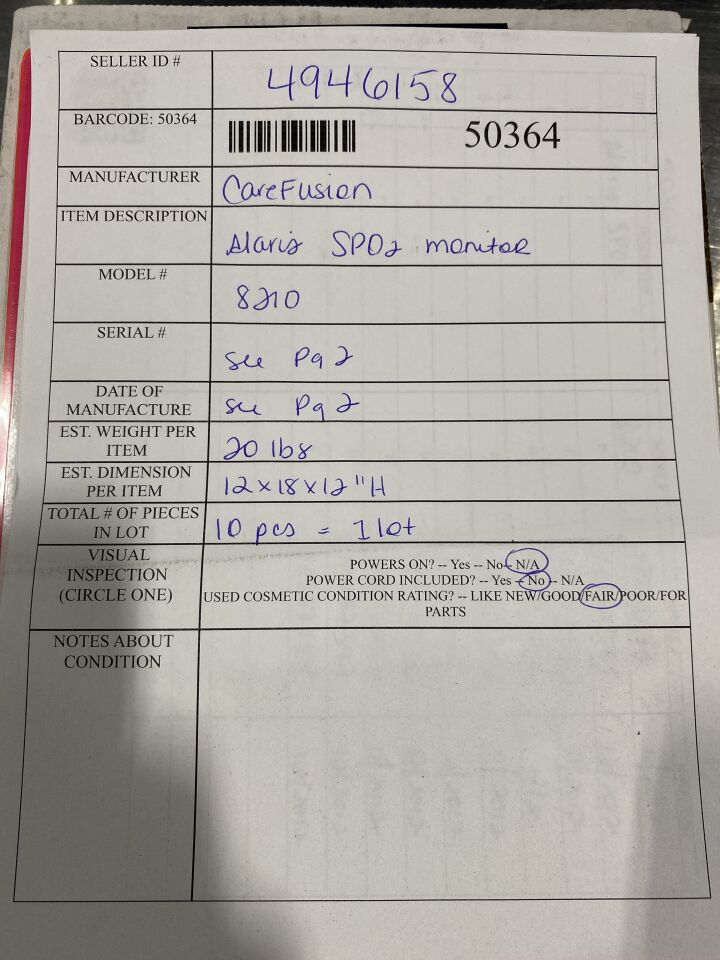 SELLER ID #
4946158
BARCODE: 50364
50364
MANUFACTURER
CareFusion
ITEM DESCRIPTION
Alaris SPO2 monitor
MODEL #
8210
SERIAL #
see Pg 2
DATE OF
MANUFACTURE
see Pg 2
EST. WEIGHT PER
ITEM
20 lbs
EST. DIMENSION
PER ITEM
12x18x12"H
TOTAL # OF PIECES
IN LOT
10 pcs = 1 lot
VISUAL
INSPECTION
(CIRCLE ONE)
POWERS ON? -- Yes -- No -- N/A
POWER CORD INCLUDED? -- Yes -- No -- N/A
USED COSMETIC CONDITION RATING? -- LIKE NEW/GOOD/FAIR/POOR/FOR
PARTS
NOTES ABOUT
CONDITION